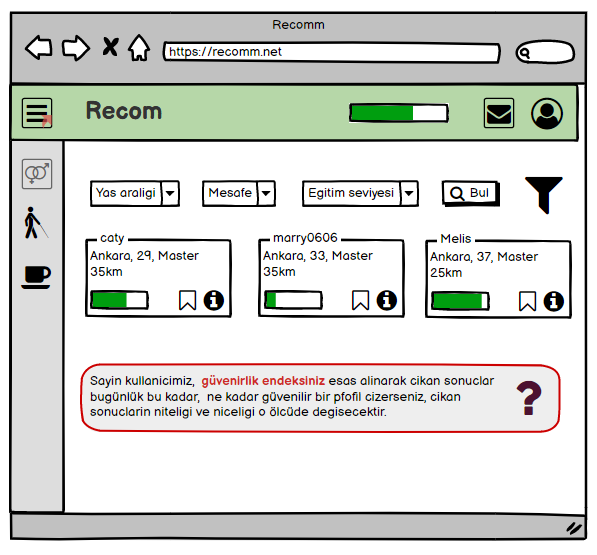 Recomm
https://recomm.net
Recom
Yas araligi
Mesafe
Egitim seviyesi
Bul
caty
Ankara, 29, Master
35km
marry0606
Ankara, 33, Master
35km
Melis
Ankara, 37, Master
25km
Sayin kullanicimiz, güvenirlik endeksiniz esas alinarak cikan sonuclar
bugünlük bu kadar, ne kadar güvenilir bir pfofil cizerseniz, cikan
sonuclarin niteligi ve niceligi o ölcüde degisecektir.
?